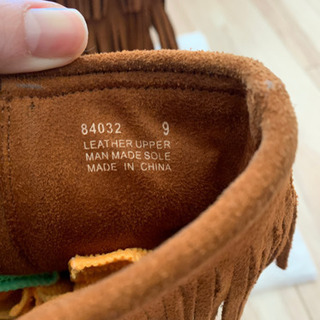 84032 9
LEATHER UPPER
MAN MADE SOLE
MADE IN CHINA